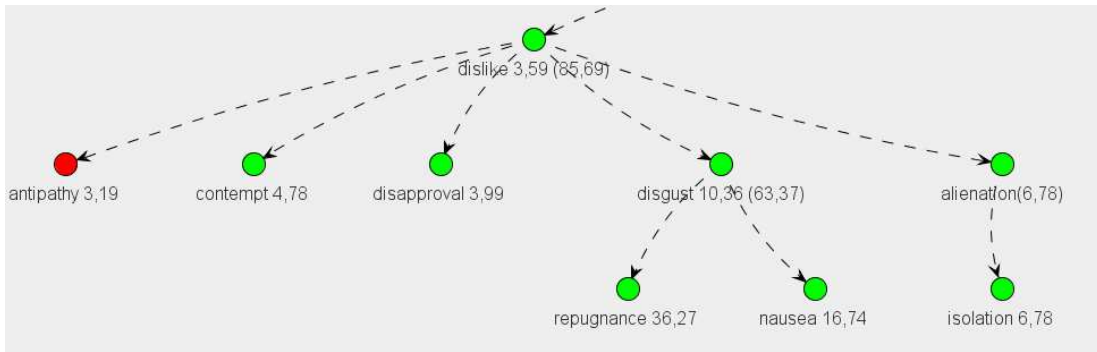 dislike 3,59 (85,69)
antipathy 3,19
contempt 4,78
disapproval 3,99
disgust 10,36 (63,37)
alienation(6,78)
repugnance 36,27
nausea 16,74
isolation 6,78